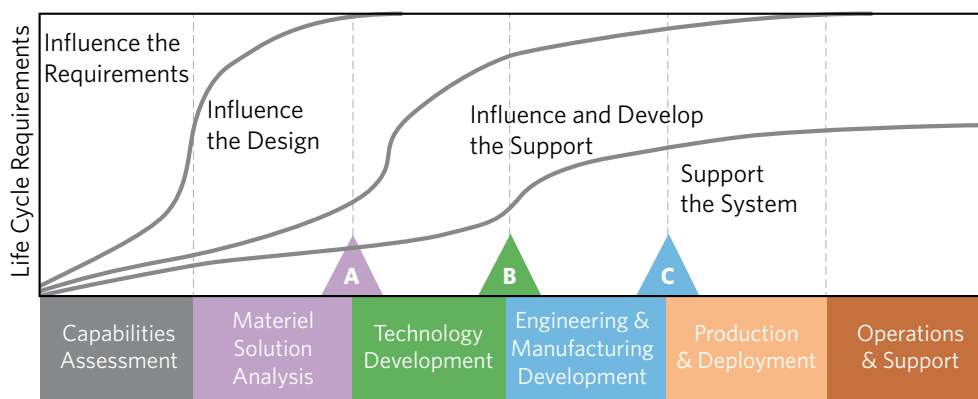 Life Cycle Requirements
Influence the
Requirements
Influence
the Design
Influence and Develop
the Support
Support
the System
A
B
C
Capabilities
Assessment
Materiel
Solution
Analysis
Technology
Development
Engineering &
Manufacturing
Development
Production
& Deployment
Operations
& Support